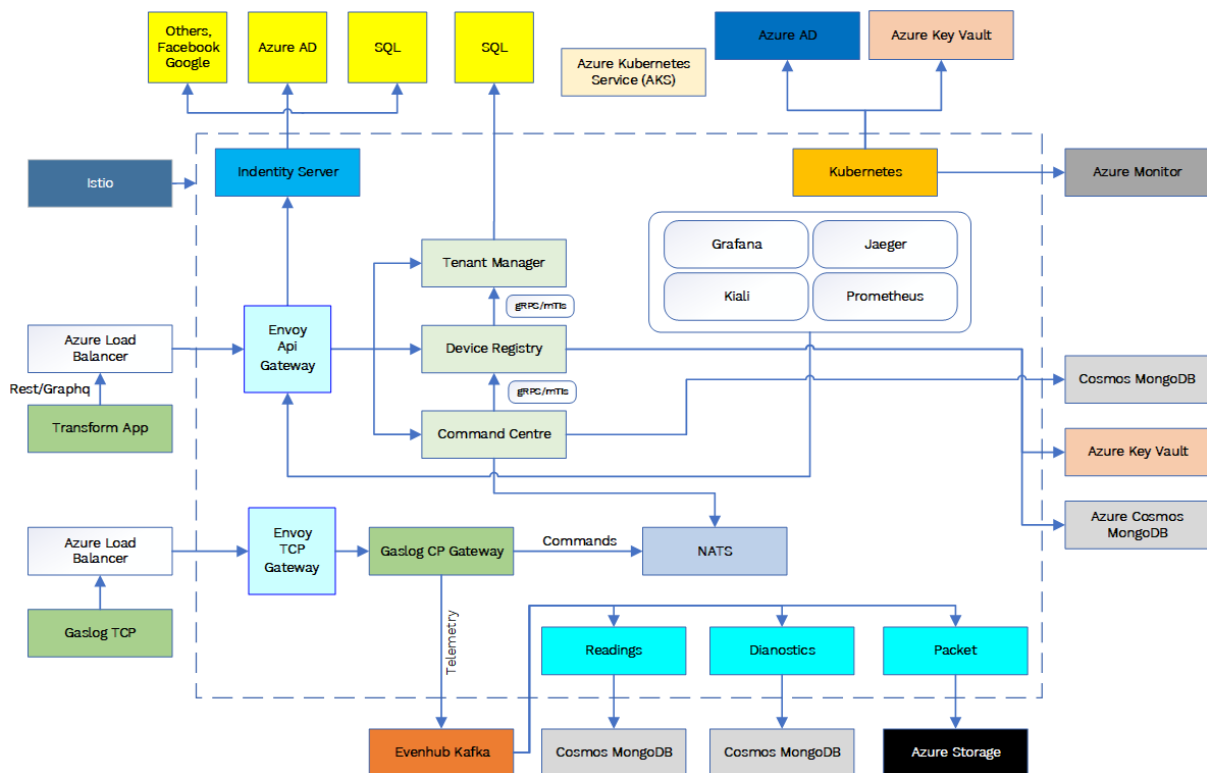 Others,
Facebook
Google
Azure AD
SQL
SQL
Azure Kubernetes
Service (AKS)
Azure AD
Azure Key Vault
Istio
Indentity Server
Kubernetes
Azure Monitor
Grafana
Jaeger
Kiali
Prometheus
Tenant Manager
gRPC/mTls
Azure Load
Balancer
Envoy
Api
Gateway
Device Registry
Rest/Graphq
gRPC/mTls
Transform App
Command Centre
Cosmos MongoDB
Azure Key Vault
Azure Cosmos
MongoDB
Azure Load
Balancer
Envoy
TCP
Gateway
Gaslog CP Gateway
Commands
NATS
Gaslog TCP
Telemetry
Readings
Dianostics
Packet
Evenhub Kafka
Cosmos MongoDB
Cosmos MongoDB
Azure Storage